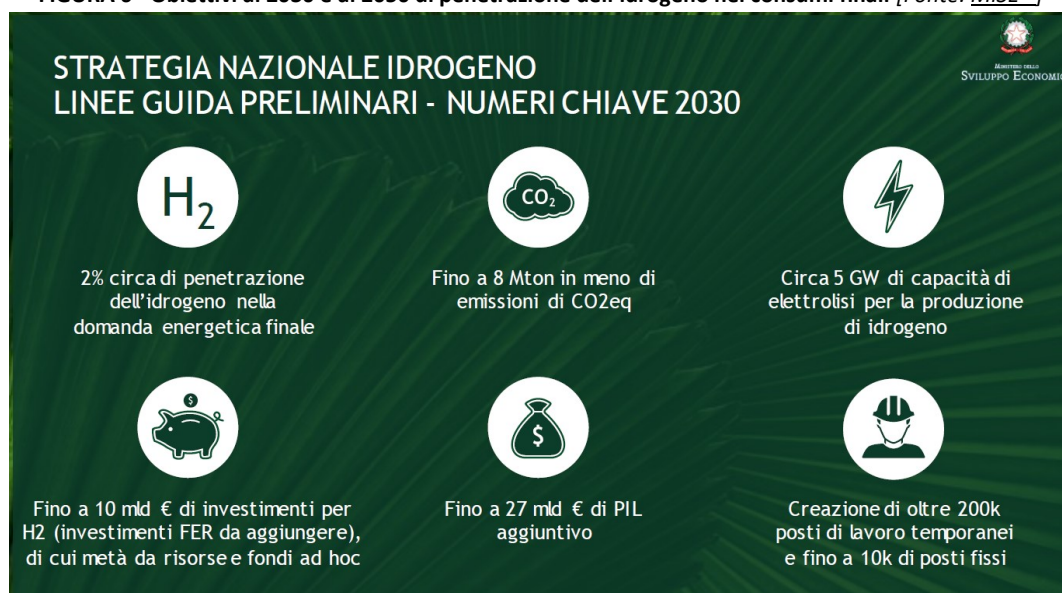 STRATEGIA NAZIONALE IDROGENO
LINEE GUIDA PRELIMINARI - NUMERI CHIAVE 2030
MINISTERO DELLO
SVILUPPO ECONOMIC
H2
2% circa di penetrazione
dell'idrogeno nella
domanda energetica finale
CO2
Fino a 8 Mton in meno di
emissioni di CO2eq
Circa 5 GW di capacità di
elettrolisi per la produzione
di idrogeno
$
Fino a 10 mld € di investimenti per
H2 (investimenti FER da aggiungere),
di cui metà da risorse e fondi ad hoc
$
Fino a 27 mld € di PIL
aggiuntivo
Creazione di oltre 200k
posti di lavoro temporanei
e fino a 10k di posti fissi